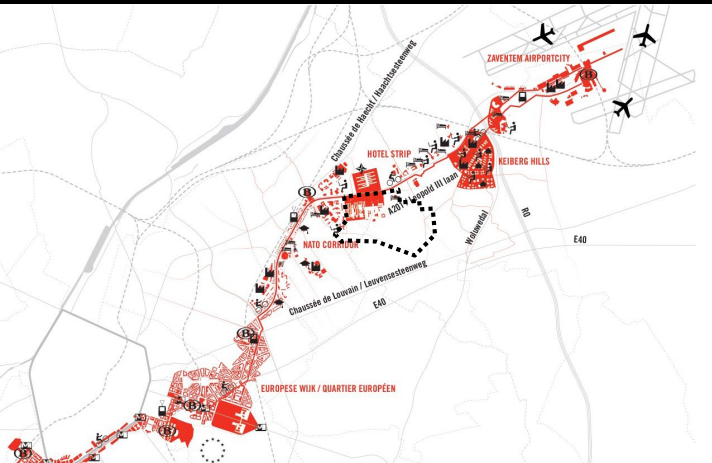 ZAVENTEM AIRPORTCITY
B
Chaussée de Haecht / Haachtsesteenweg
HOTEL STRIP
KEIBERG HILLS
B
A201 - Leopold III laan
NATO CORRIDOR
Woluwedal
R0
E40
Chaussée de Louvain / Leuvensesteenweg
E40
B
EUROPESE WIJK / QUARTIER EUROPÉEN
B
B
B